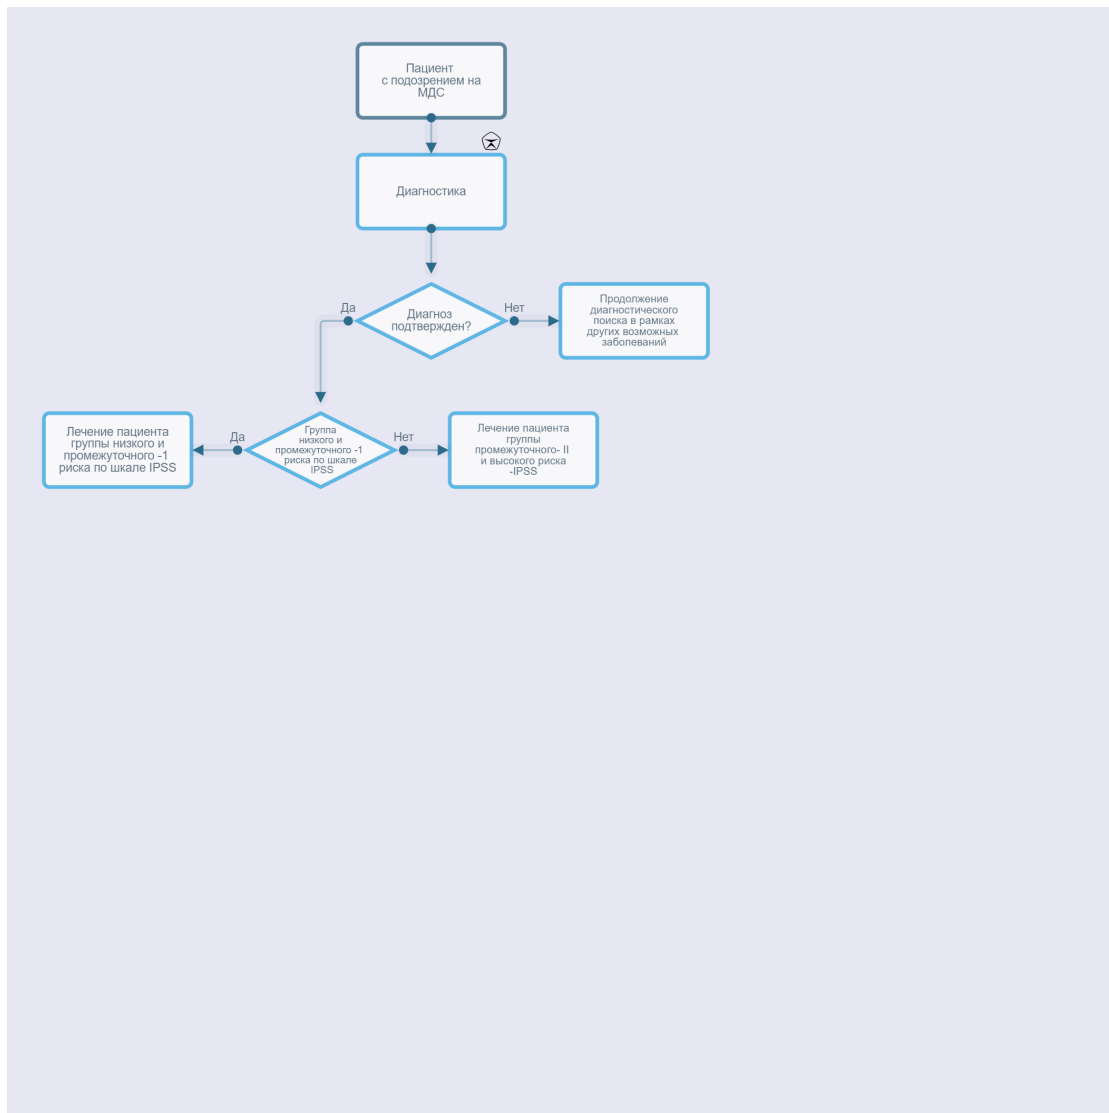 Пациент
с подозрением на
МДС
Диагностика
Да
Диагноз
подтвержден?
Нет
Продолжение
диагностического
поиска в рамках
других возможных
заболеваний
Лечение пациента
группы низкого и
промежуточного -1
риска по шкале IPSS
Да
Группа
низкого и
промежуточного -1
риска по шкале
IPSS
Нет
Лечение пациента
группы
промежуточного- II
и высокого риска
-IPSS